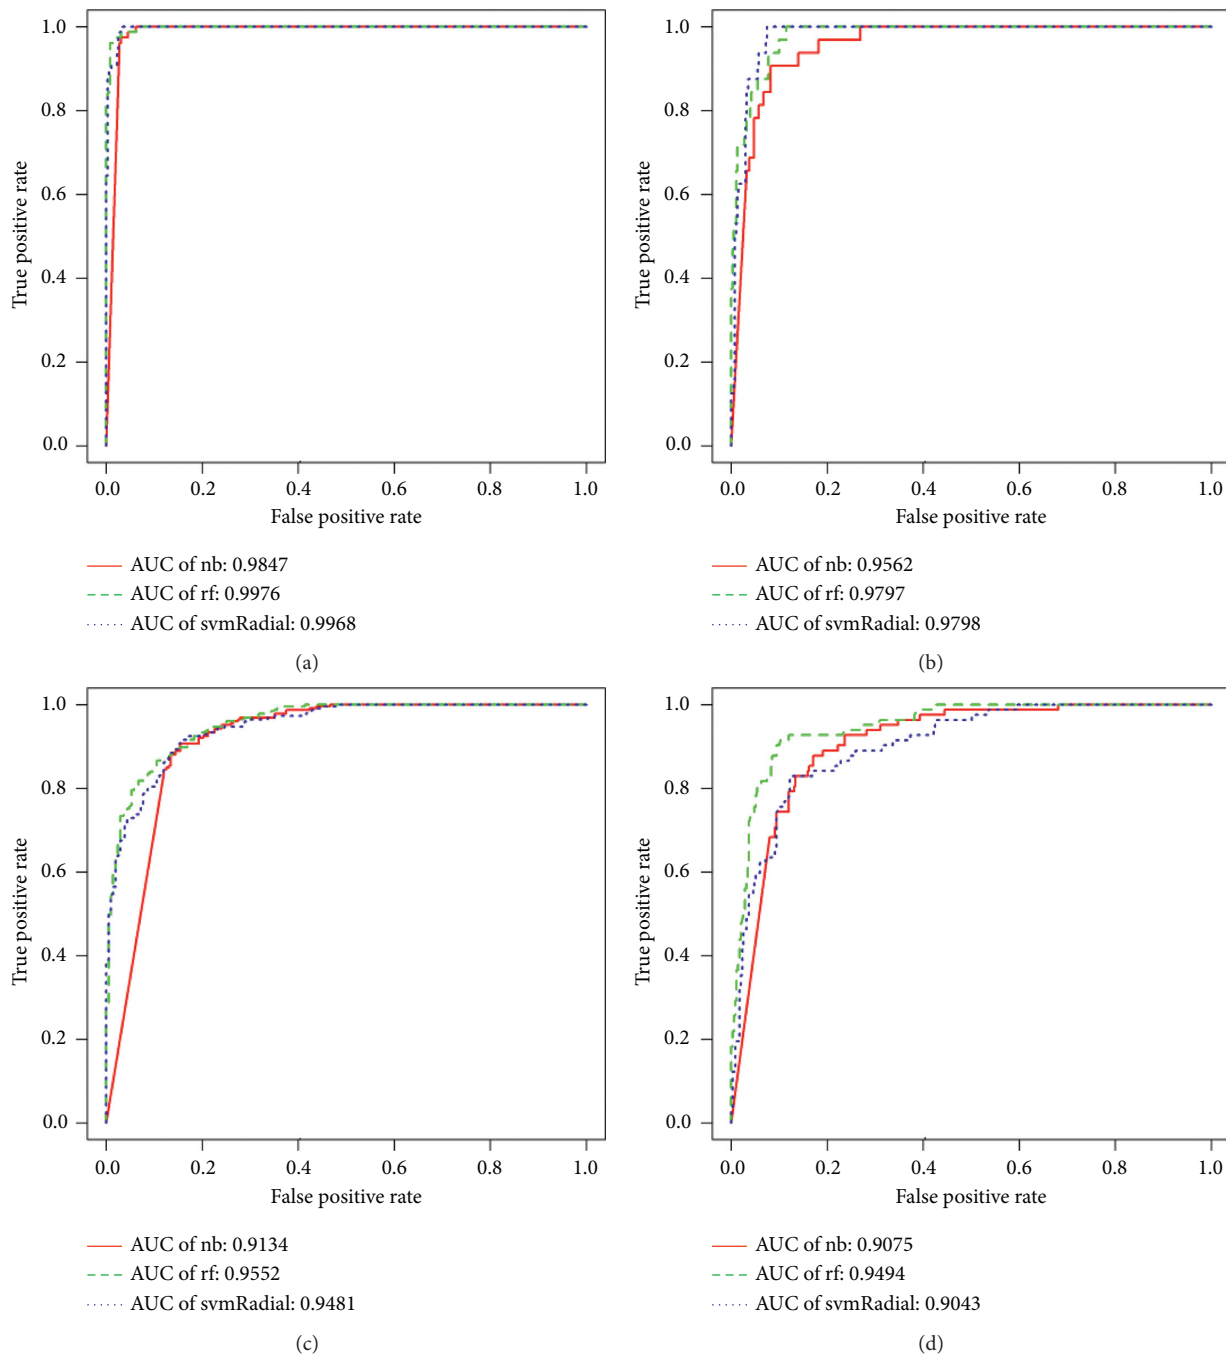 1.0
0.8
0.6
0.4
0.2
0.0
True positive rate
0.0 0.2 0.4 0.6 0.8 1.0
False positive rate
AUC of nb: 0.9847
AUC of rf: 0.9976
AUC of svmRadial: 0.9968
(a)
1.0
0.8
0.6
0.4
0.2
0.0
True positive rate
0.0 0.2 0.4 0.6 0.8 1.0
False positive rate
AUC of nb: 0.9562
AUC of rf: 0.9797
AUC of svmRadial: 0.9798
(b)
1.0
0.8
0.6
0.4
0.2
0.0
True positive rate
0.0 0.2 0.4 0.6 0.8 1.0
False positive rate
AUC of nb: 0.9134
AUC of rf: 0.9552
AUC of svmRadial: 0.9481
(c)
1.0
0.8
0.6
0.4
0.2
0.0
True positive rate
0.0 0.2 0.4 0.6 0.8 1.0
False positive rate
AUC of nb: 0.9075
AUC of rf: 0.9494
AUC of svmRadial: 0.9043
(d)